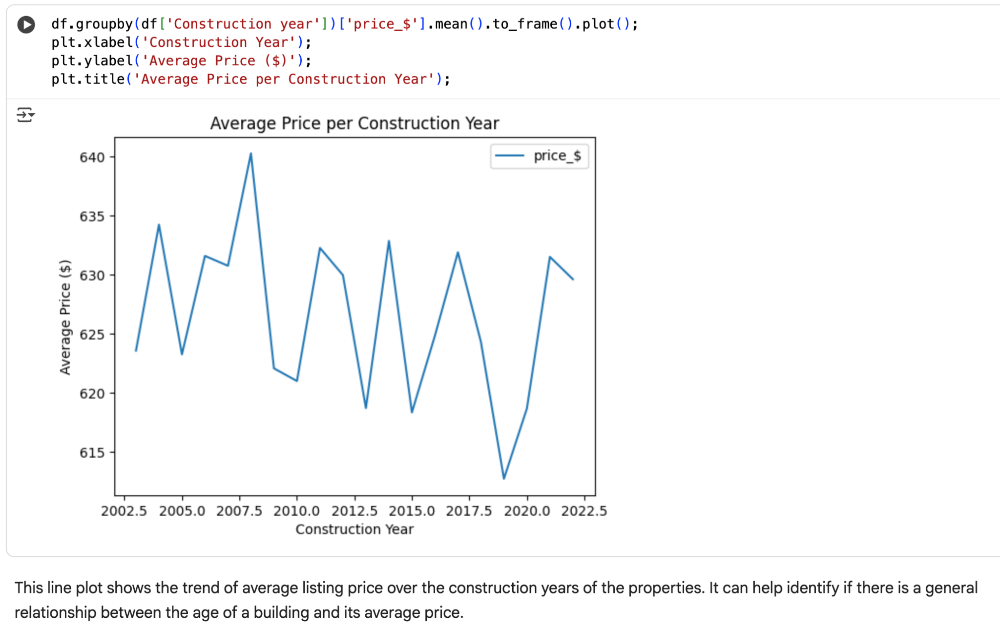 df.groupby(df['Construction year'])['price_$'].mean().to_frame().plot();
plt.xlabel('Construction Year');
plt.ylabel('Average Price ($)');
plt.title('Average Price per Construction Year');
Average Price per Construction Year
price_$
640
635
630
625
620
615
Average Price ($)
2002.5 2005.0 2007.5 2010.0 2012.5 2015.0 2017.5 2020.0 2022.5
Construction Year
This line plot shows the trend of average listing price over the construction years of the properties. It can help identify if there is a general
relationship between the age of a building and its average price.